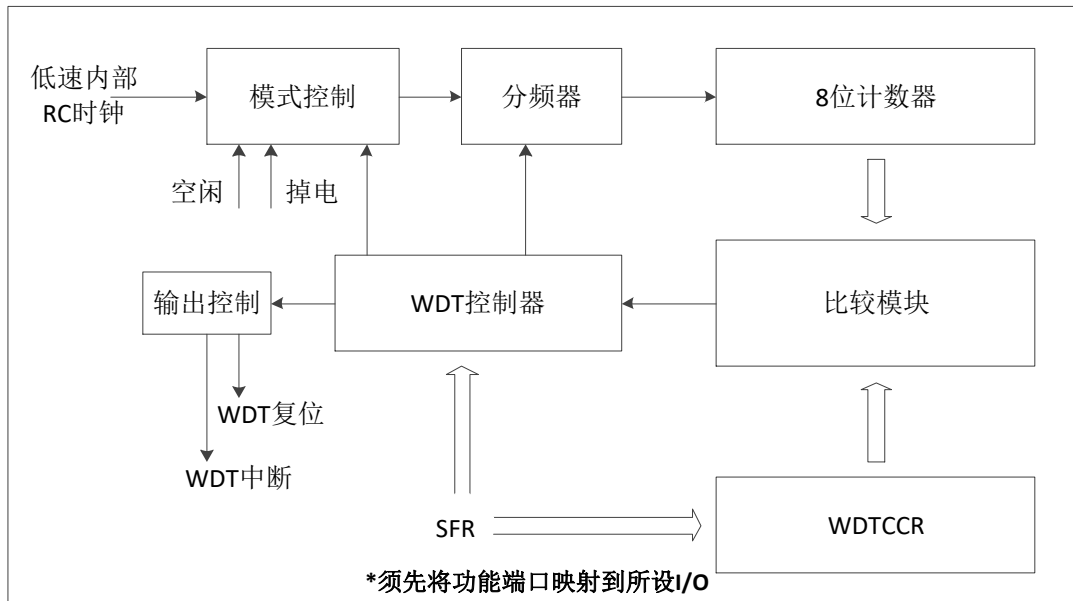 低速内部
RC时钟
模式控制
分频器
8位计数器
空闲
掉电
输出控制
WDT控制器
比较模块
WDT复位
WDT中断
SFR
WDTCCR
*须先将功能端口映射到所设I/O